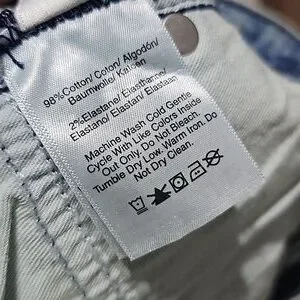 98%Cotton/ Coton/ Algodón/
Baumwolle/ Katoen
2%Elastane/ Elasthanne/
Elastano/ Elastan/ Elastaan
Machine Wash Cold Gentle
Cycle With Like Colors Inside
Out Only Do Not Bleach
Tumble Dry Low. Warm Iron. Do
Not Dry Clean.